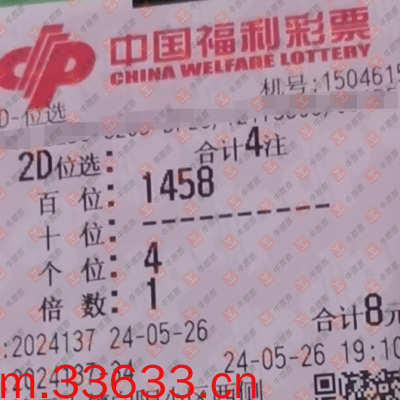 中国福利彩票
CHINA WELFARE LOTTERY
机号:1504615
D-位选
2D位选: 合计4注
百 位: 1458
十 位: ------------
个 位: 4
倍 数: 1
合计8元
:2024137 24-05-26
24-05-26 19:10
m.33633.cn